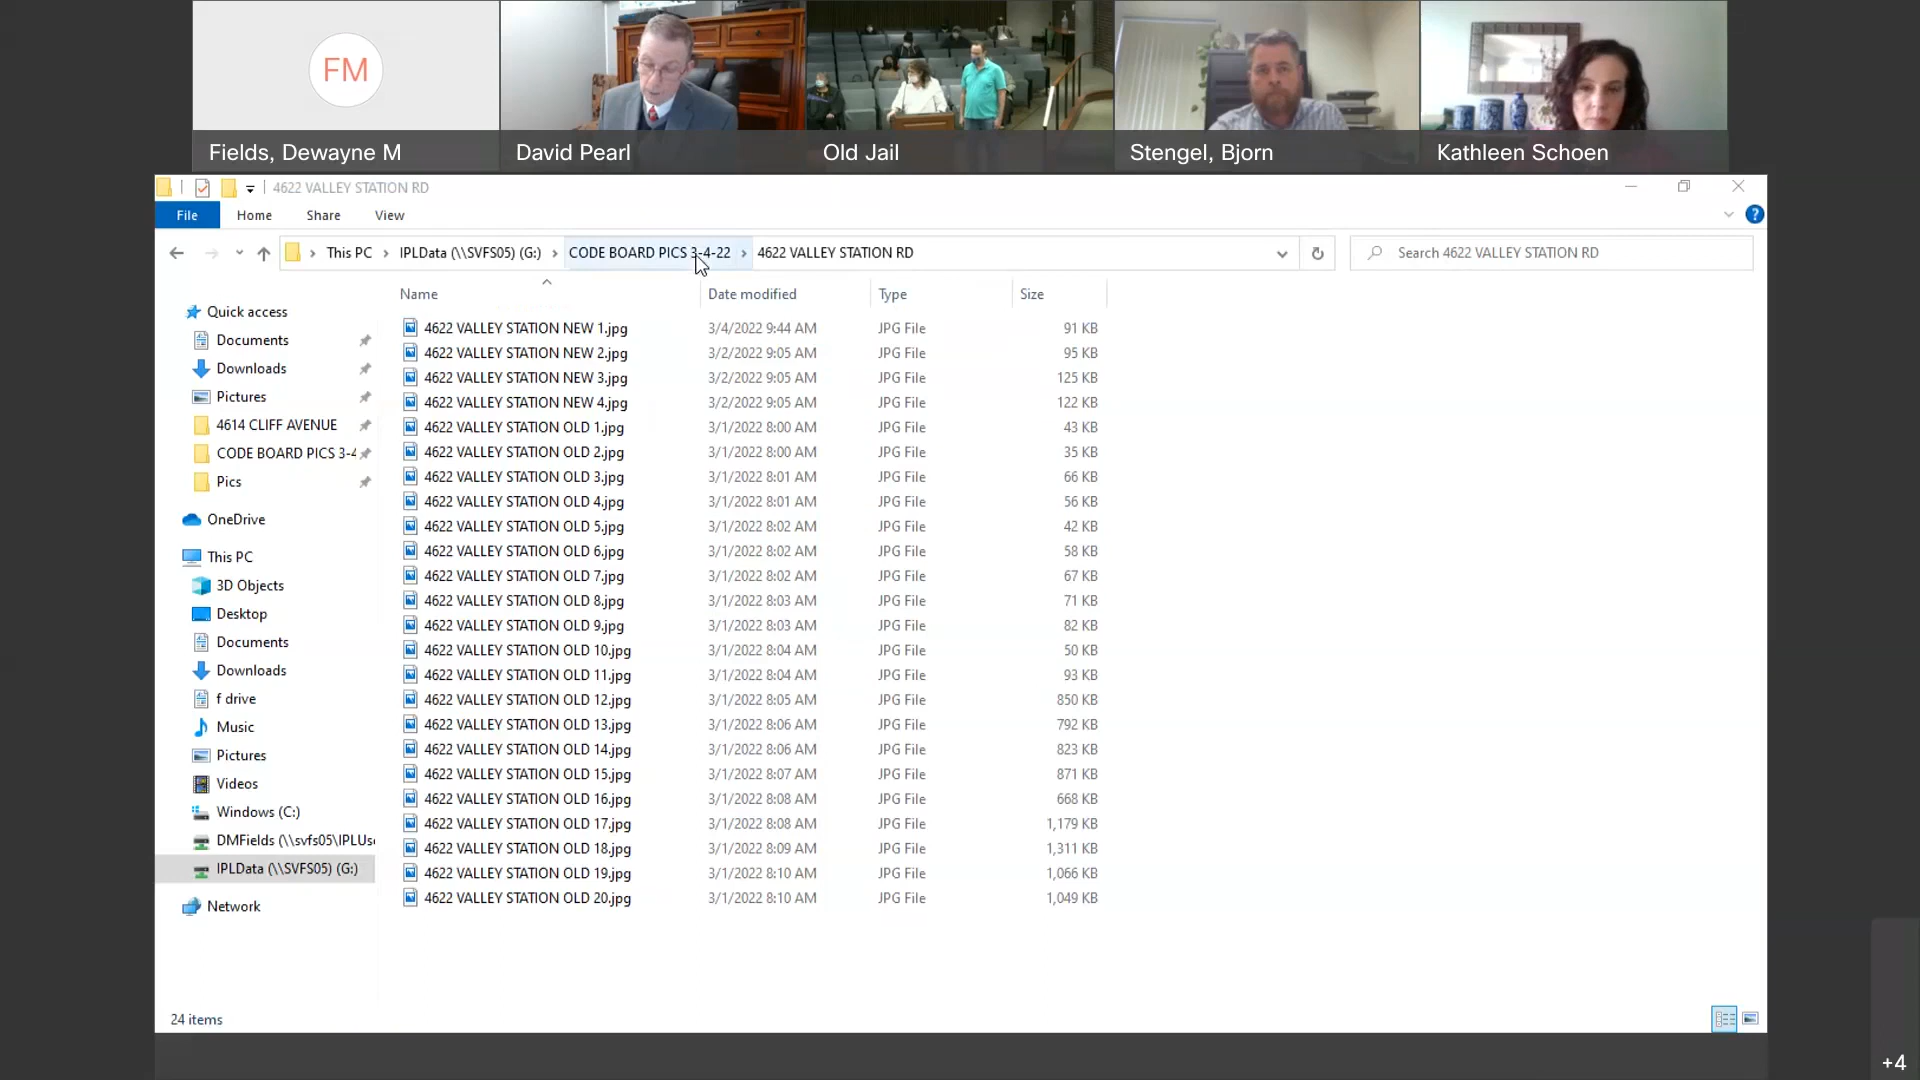 FM
Fields, Dewayne M
David Pearl
Old Jail
Stengel, Bjorn
Kathleen Schoen
4622 VALLEY STATION RD
File Home Share View
This PC IPLData (\\SVFS05) (G:) CODE BOARD PICS 3-4-22 4622 VALLEY STATION RD Search 4622 VALLEY STATION RD
Name Date modified Type Size
Quick access
Documents
Downloads
Pictures
4614 CLIFF AVENUE
CODE BOARD PICS 3-4
Pics
OneDrive
This PC
3D Objects
Desktop
Documents
Downloads
f drive
Music
Pictures
Videos
Windows (C:)
DMFields (\\svfs05\IPLUse
IPLData (\\SVFS05) (G:)
Network
4622 VALLEY STATION NEW 1.jpg 3/4/2022 9:44 AM JPG File 91 KB
4622 VALLEY STATION NEW 2.jpg 3/2/2022 9:05 AM JPG File 95 KB
4622 VALLEY STATION NEW 3.jpg 3/2/2022 9:05 AM JPG File 125 KB
4622 VALLEY STATION NEW 4.jpg 3/2/2022 9:05 AM JPG File 122 KB
4622 VALLEY STATION OLD 1.jpg 3/1/2022 8:00 AM JPG File 43 KB
4622 VALLEY STATION OLD 2.jpg 3/1/2022 8:00 AM JPG File 35 KB
4622 VALLEY STATION OLD 3.jpg 3/1/2022 8:01 AM JPG File 66 KB
4622 VALLEY STATION OLD 4.jpg 3/1/2022 8:01 AM JPG File 56 KB
4622 VALLEY STATION OLD 5.jpg 3/1/2022 8:02 AM JPG File 42 KB
4622 VALLEY STATION OLD 6.jpg 3/1/2022 8:02 AM JPG File 58 KB
4622 VALLEY STATION OLD 7.jpg 3/1/2022 8:02 AM JPG File 67 KB
4622 VALLEY STATION OLD 8.jpg 3/1/2022 8:03 AM JPG File 71 KB
4622 VALLEY STATION OLD 9.jpg 3/1/2022 8:03 AM JPG File 82 KB
4622 VALLEY STATION OLD 10.jpg 3/1/2022 8:04 AM JPG File 50 KB
4622 VALLEY STATION OLD 11.jpg 3/1/2022 8:04 AM JPG File 93 KB
4622 VALLEY STATION OLD 12.jpg 3/1/2022 8:05 AM JPG File 850 KB
4622 VALLEY STATION OLD 13.jpg 3/1/2022 8:06 AM JPG File 792 KB
4622 VALLEY STATION OLD 14.jpg 3/1/2022 8:06 AM JPG File 823 KB
4622 VALLEY STATION OLD 15.jpg 3/1/2022 8:07 AM JPG File 871 KB
4622 VALLEY STATION OLD 16.jpg 3/1/2022 8:08 AM JPG File 668 KB
4622 VALLEY STATION OLD 17.jpg 3/1/2022 8:08 AM JPG File 1,179 KB
4622 VALLEY STATION OLD 18.jpg 3/1/2022 8:09 AM JPG File 1,311 KB
4622 VALLEY STATION OLD 19.jpg 3/1/2022 8:10 AM JPG File 1,066 KB
4622 VALLEY STATION OLD 20.jpg 3/1/2022 8:10 AM JPG File 1,049 KB
24 items
+4